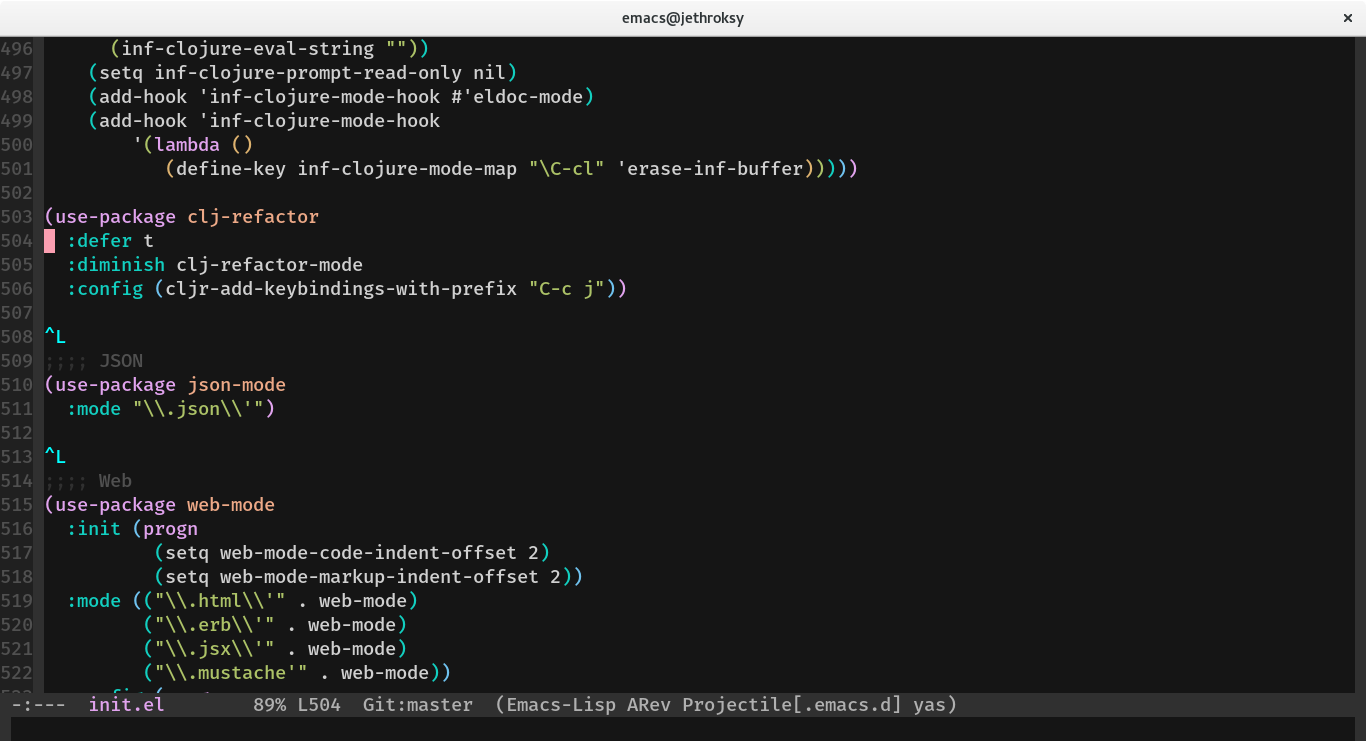 emacs@jethroksy ×
496       (inf-clojure-eval-string ""))
497     (setq inf-clojure-prompt-read-only nil)
498     (add-hook 'inf-clojure-mode-hook #'eldoc-mode)
499     (add-hook 'inf-clojure-mode-hook
500         '(lambda ()
501            (define-key inf-clojure-mode-map "\C-cl" 'erase-inf-buffer)))))
502
503 (use-package clj-refactor
504   :defer t
505   :diminish clj-refactor-mode
506   :config (cljr-add-keybindings-with-prefix "C-c j"))
507
508 ^L
509 ;;;; JSON
510 (use-package json-mode
511   :mode "\\.json\\'")
512
513 ^L
514 ;;;; Web
515 (use-package web-mode
516   :init (progn
517           (setq web-mode-code-indent-offset 2)
518           (setq web-mode-markup-indent-offset 2))
519   :mode (("\\.html\\'" . web-mode)
520          ("\\.erb\\'" . web-mode)
521          ("\\.jsx\\'" . web-mode)
522          ("\\.mustache'" . web-mode))
-:---  init.el        89% L504  Git:master  (Emacs-Lisp ARev Projectile[.emacs.d] yas)